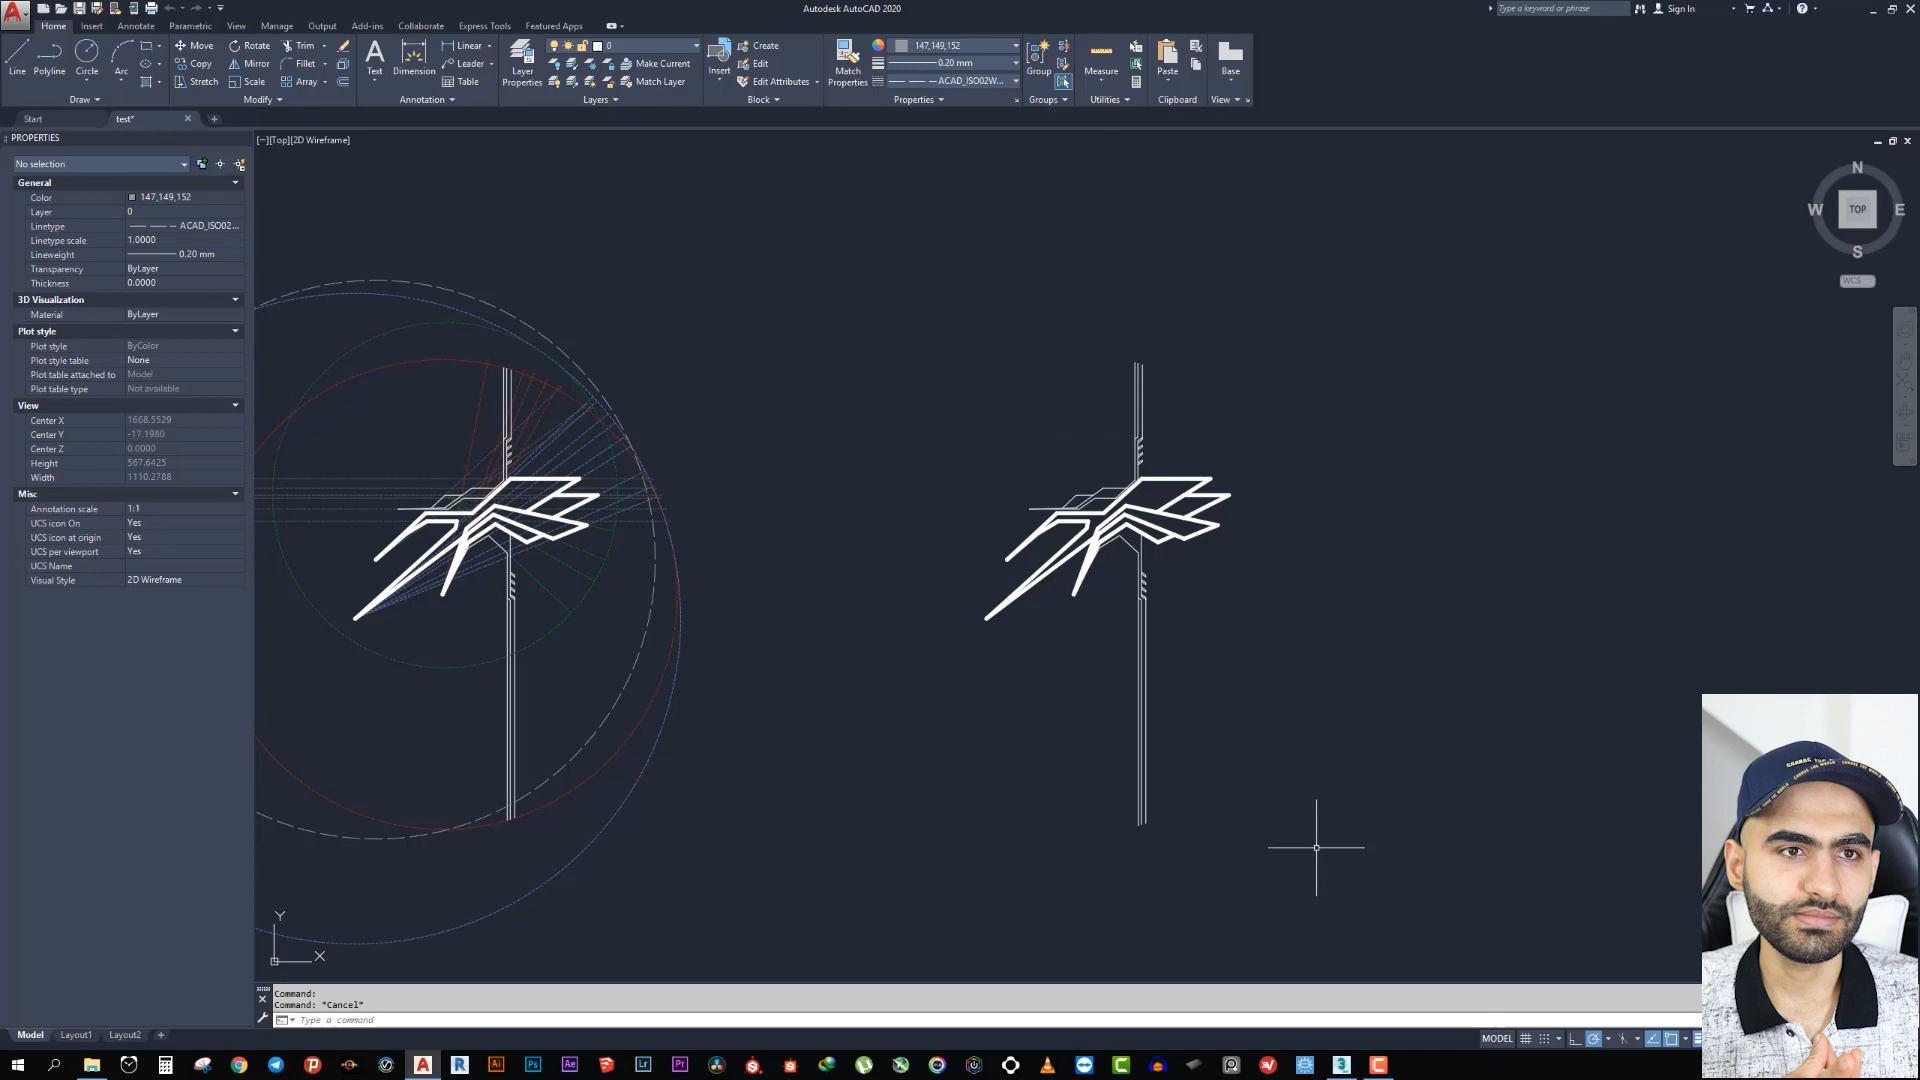 Autodesk AutoCAD 2020
Type a keyword or phrase
Sign In
Home Insert Annotate Parametric View Manage Output Add-ins Collaborate Express Tools Featured Apps
Line Polyline Circle Arc
Move Rotate Trim
Copy Mirror Fillet
Stretch Scale Array
Text Dimension
Linear
Leader
Table
Layer Properties
0
Make Current
Match Layer
Insert
Create
Edit
Edit Attributes
Match Properties
147,149,152
0.20 mm
ACAD_ISO02W...
Group
Measure
Paste
Base
Draw Modify Annotation Layers Block Properties Groups Utilities Clipboard View
Start test*
PROPERTIES
[−][Top][2D Wireframe]
No selection
General
Color 147,149,152
Layer 0
Linetype ACAD_ISO02...
Linetype scale 1.0000
Lineweight 0.20 mm
Transparency ByLayer
Thickness 0.0000
3D Visualization
Material ByLayer
Plot style
Plot style ByColor
Plot style table None
Plot table attached to Model
Plot table type Not available
View
Center X 1668.5529
Center Y -17.1980
Center Z 0.0000
Height 567.6425
Width 1110.2788
Misc
Annotation scale 1:1
UCS icon On Yes
UCS icon at origin Yes
UCS per viewport Yes
UCS Name
Visual Style 2D Wireframe
N
W TOP E
S
WCS
Y
X
Command:
Command: *Cancel*
Type a command
Model Layout1 Layout2
MODEL